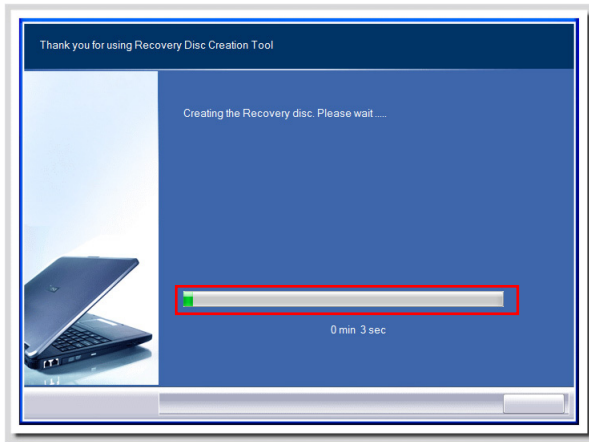 Thank you for using Recovery Disc Creation Tool
Creating the Recovery disc. Please wait .....
0 min 3 sec